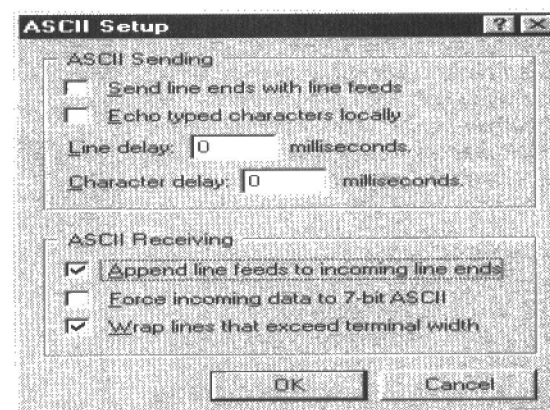 ASCII Setup
ASCII Sending
Send line ends with line feeds
Echo typed characters locally
Line delay: 0 milliseconds.
Character delay: 0 milliseconds.
ASCII Receiving
Append line feeds to incoming line ends
Force incoming data to 7-bit ASCII
Wrap lines that exceed terminal width
OK Cancel